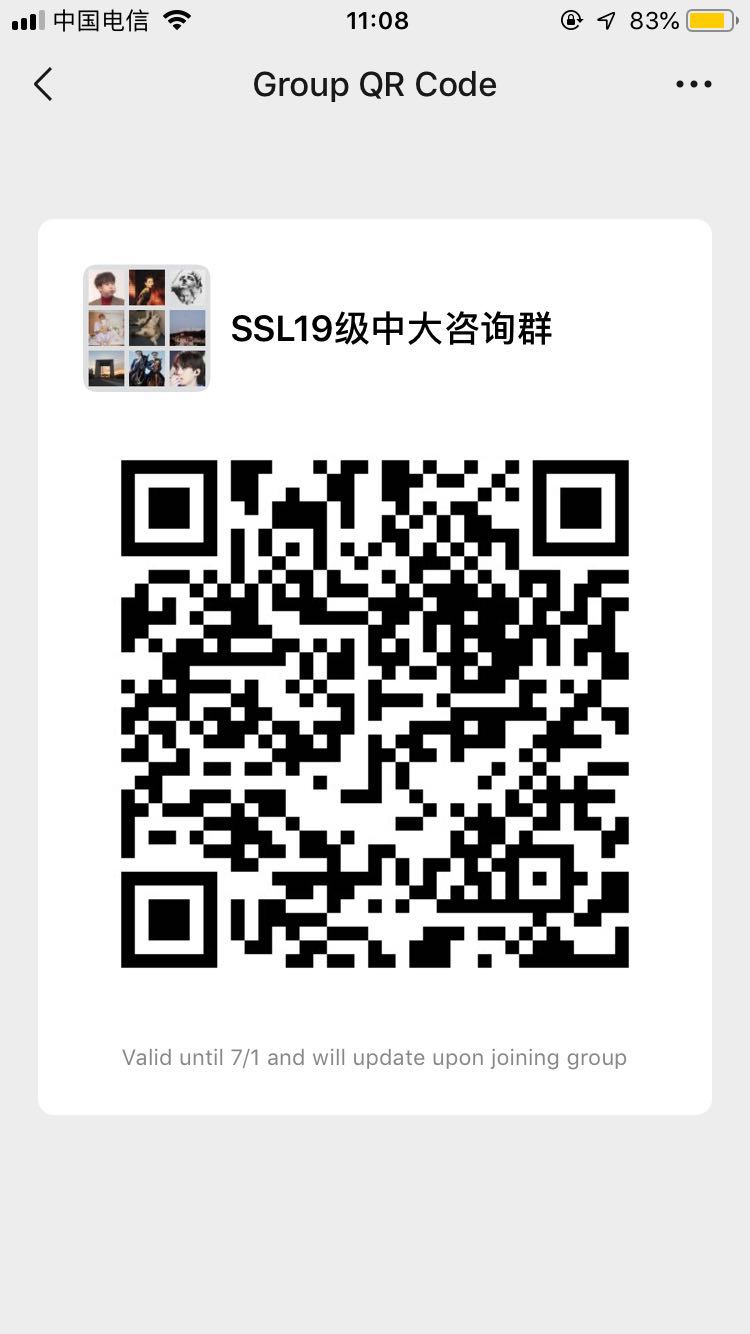 中国电信 11:08 83%
Group QR Code
SSL19级中大咨询群
Valid until 7/1 and will update upon joining group